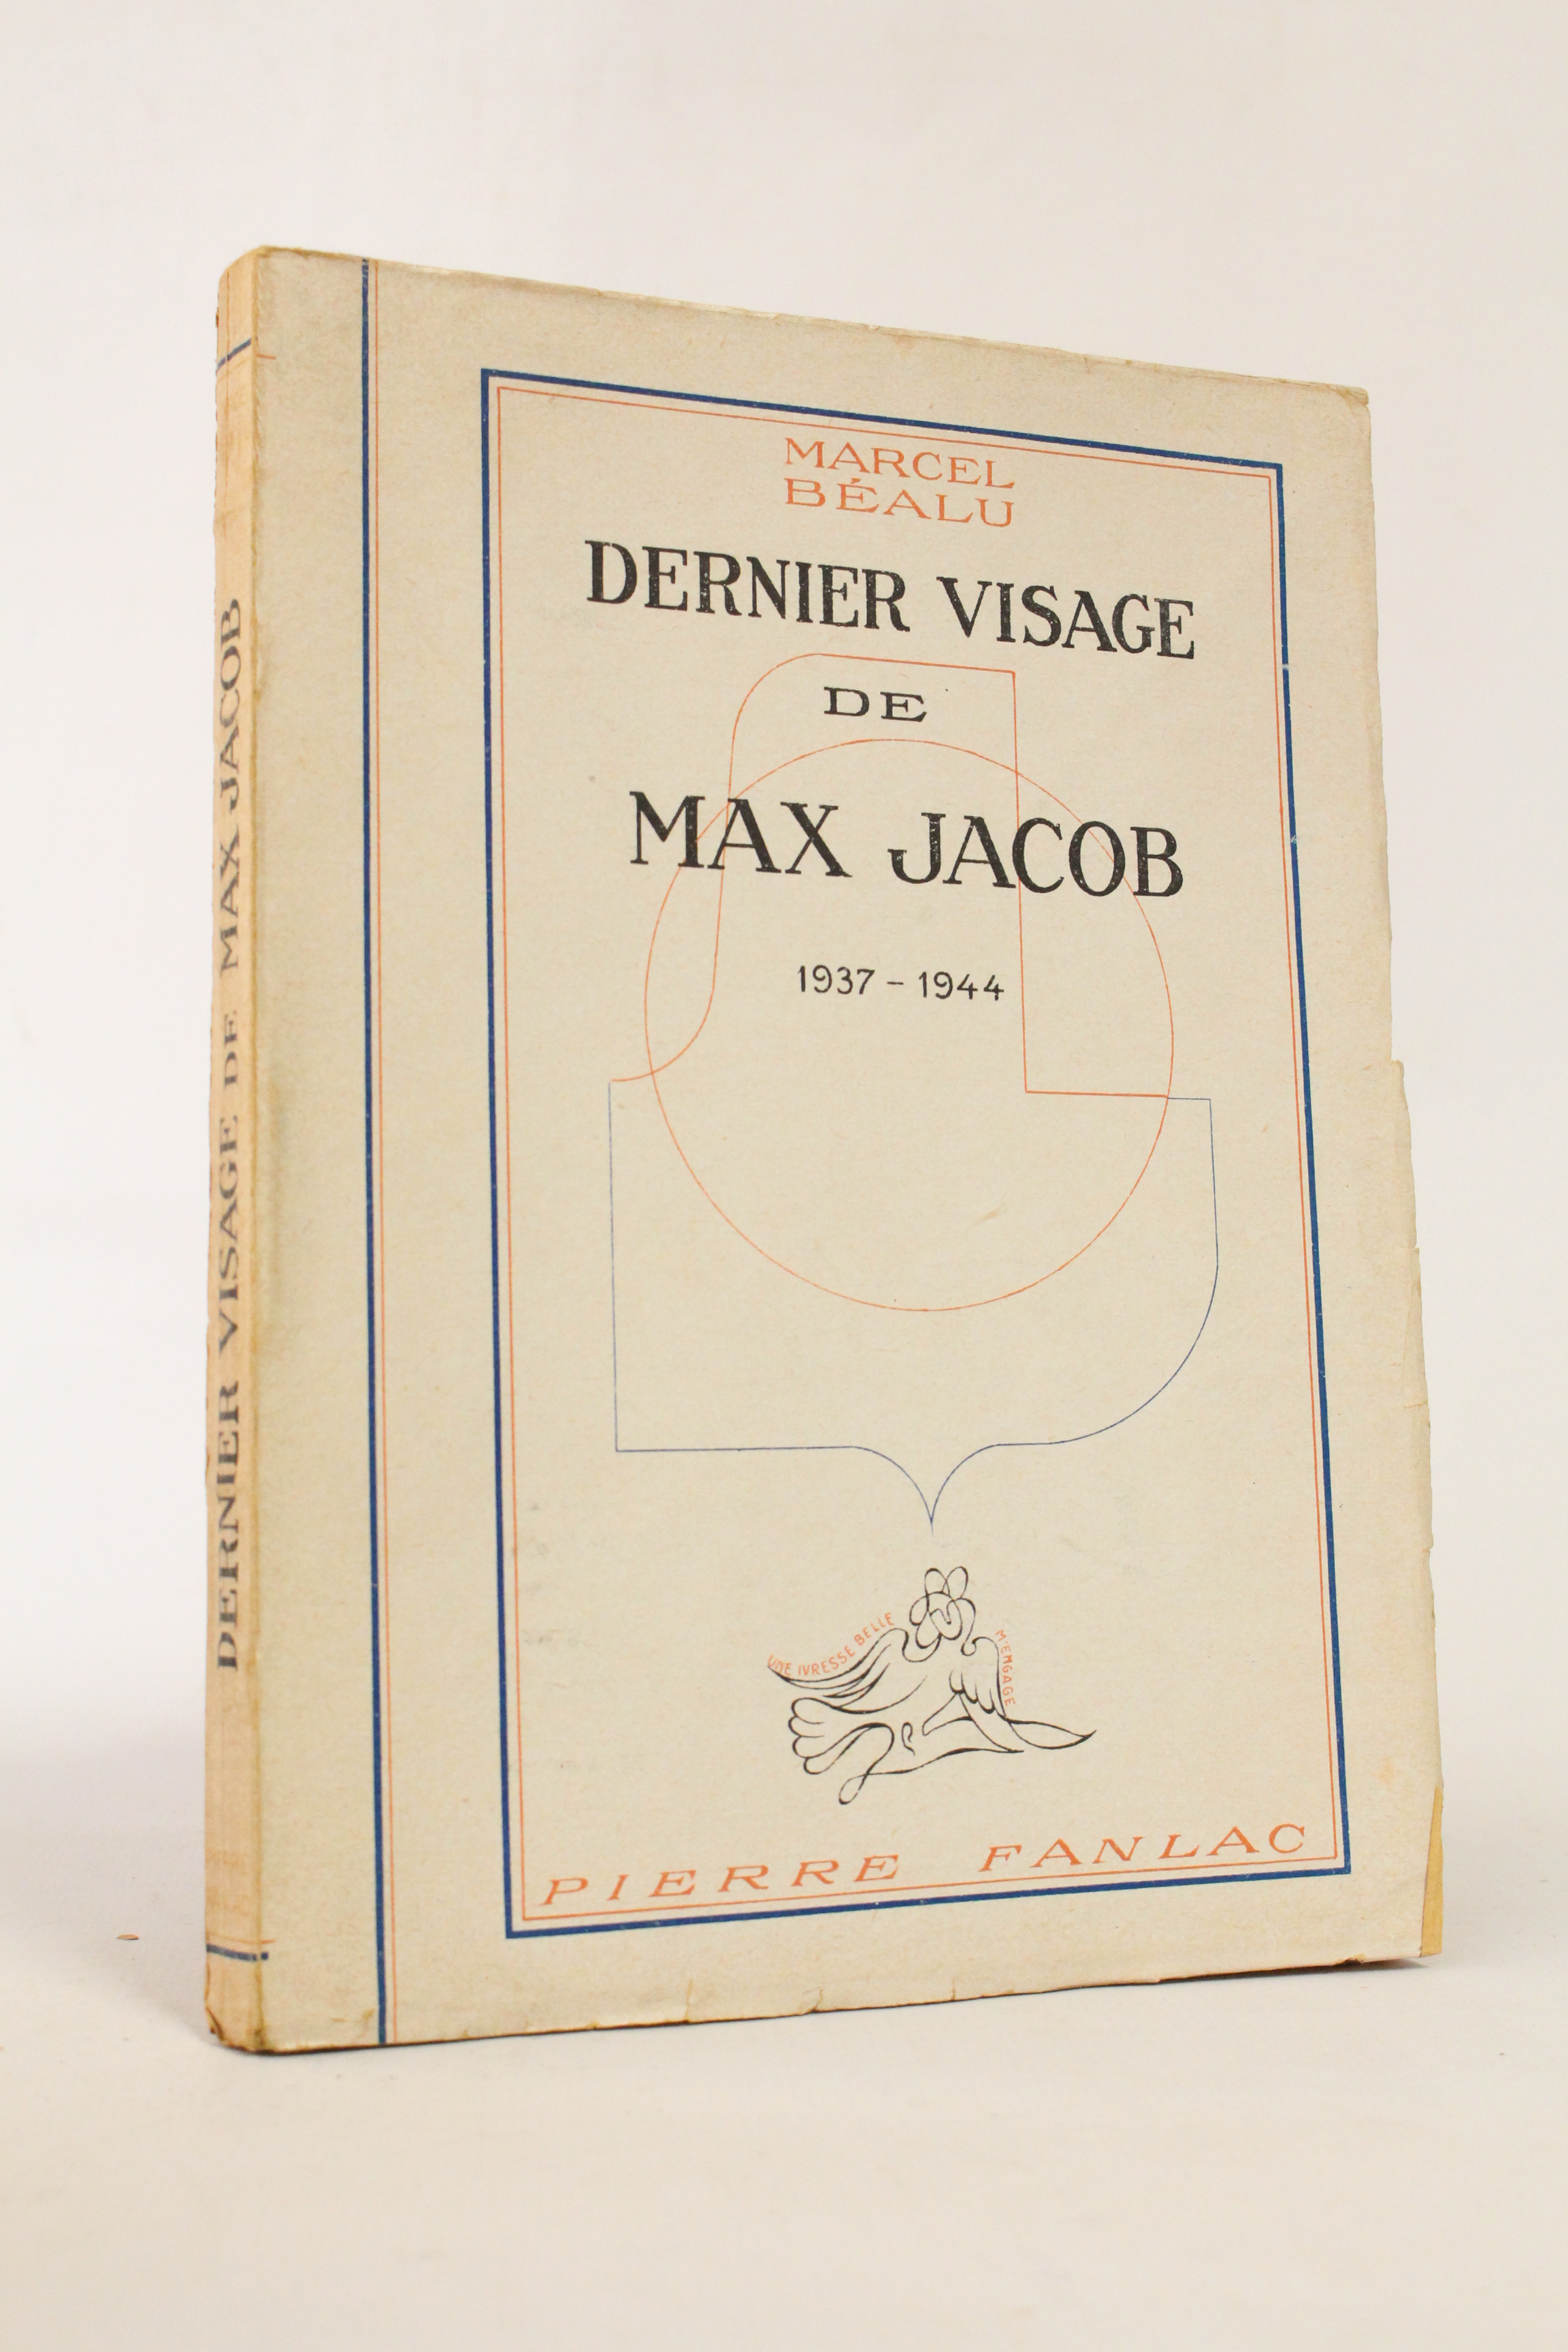 DERNIER VISAGE DE MAX JACOB
MARCEL
BÉALU
DERNIER VISAGE
DE
MAX JACOB
1937 - 1944
UNE IVRESSE BELLE
M'ENGAGE
PIERRE FANLAC